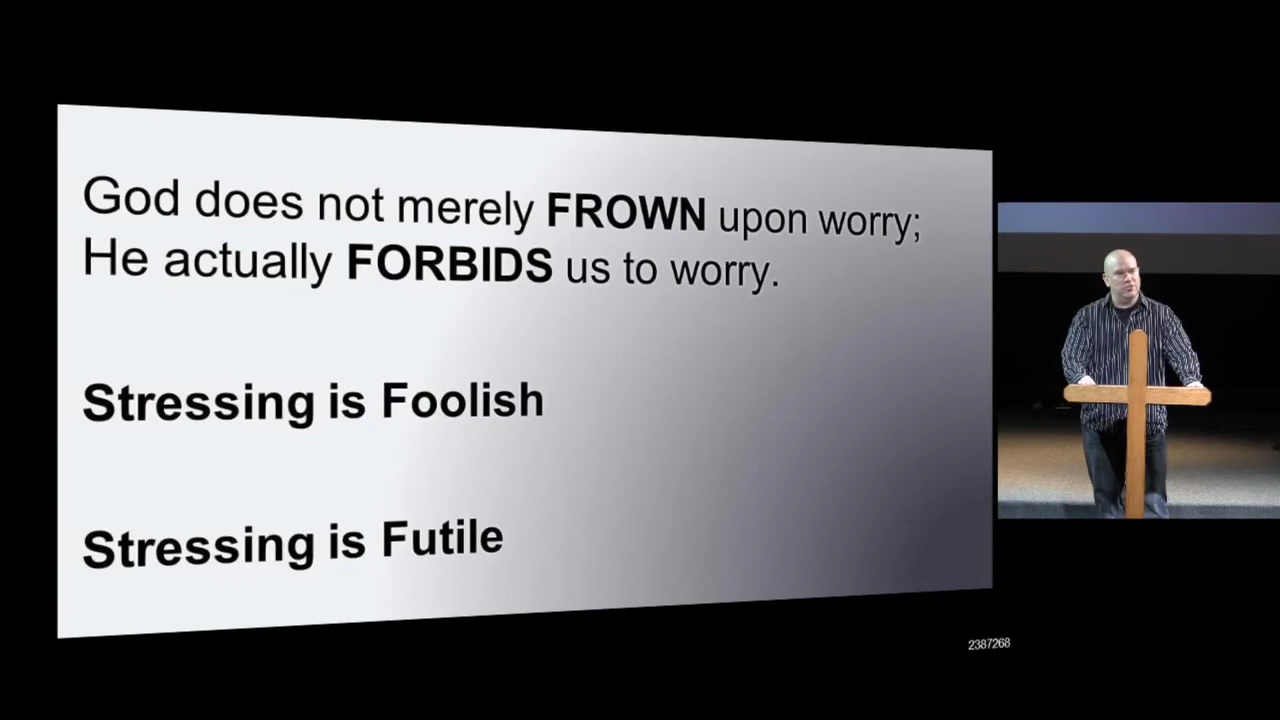 God does not merely FROWN upon worry;
He actually FORBIDS us to worry.
Stressing is Foolish
Stressing is Futile
2387268